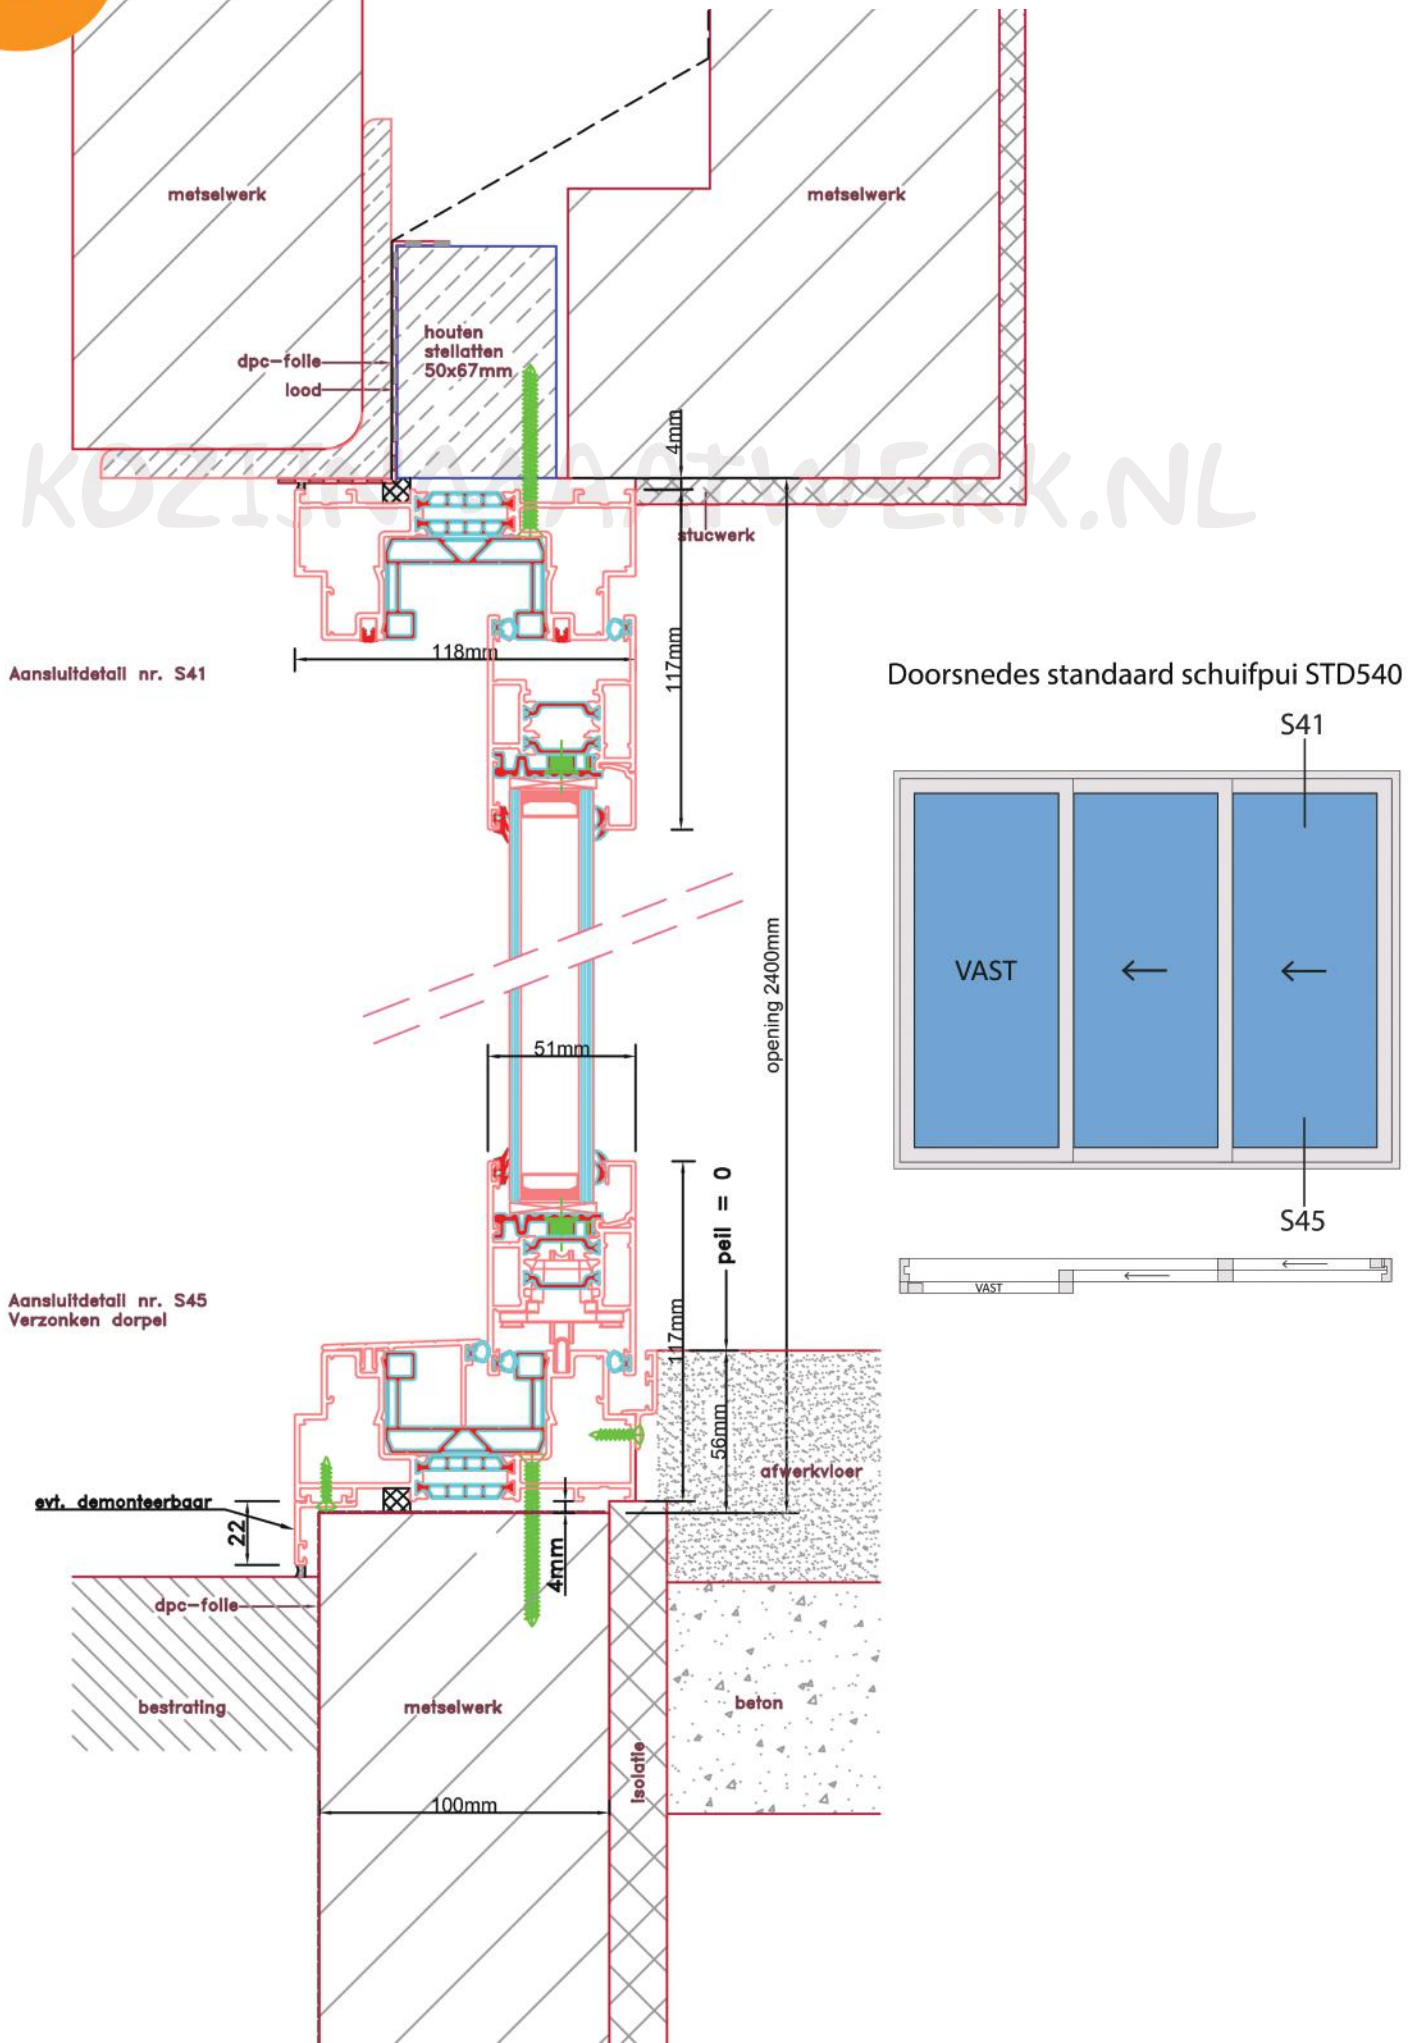 metselwerk
metselwerk
houten
stellatten
50x67mm
dpc-folie
lood
4mm
KOZIJNMAATWERK.NL
stucwerk
118mm
117mm
Aansluitdetail nr. S41
Doorsnedes standaard schuifpui STD540
S41
VAST
opening 2400mm
51mm
peil = 0
S45
VAST
Aansluitdetail nr. S45
Verzonken dorpel
117mm
56mm
afwerkvloer
evt. demonteerbaar
22
4mm
dpc-folie
bestrating
metselwerk
beton
isolatie
100mm